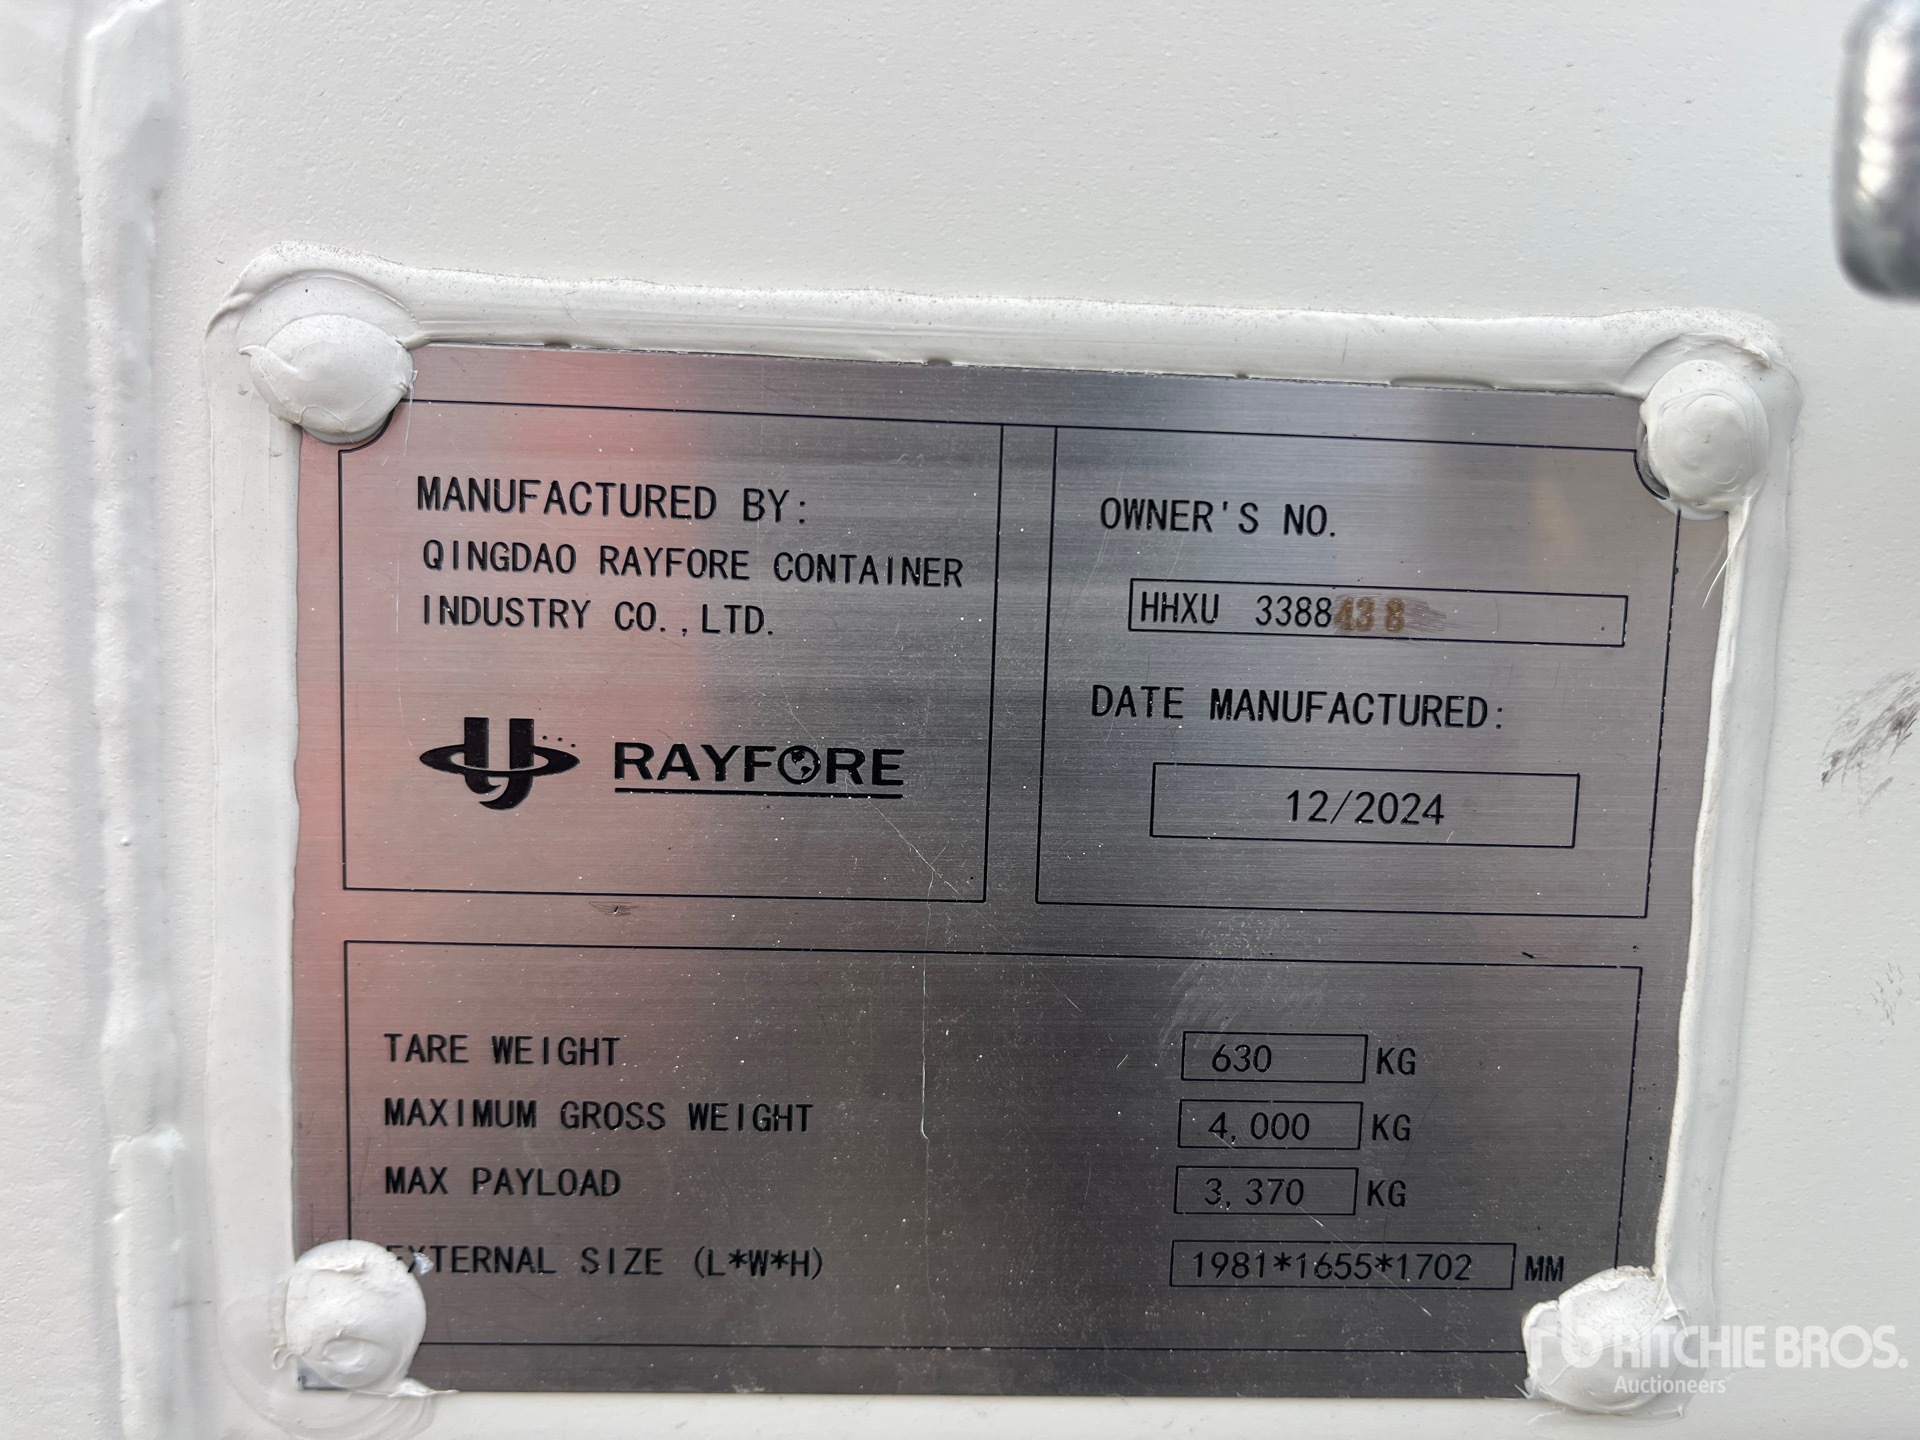 MANUFACTURED BY:
QINGDAO RAYFORE CONTAINER
INDUSTRY CO.,LTD.
RAYFORE
OWNER'S NO.
HHXU 3388438
DATE MANUFACTURED:
12/2024
TARE WEIGHT 630 KG
MAXIMUM GROSS WEIGHT 4,000 KG
MAX PAYLOAD 3,370 KG
EXTERNAL SIZE (L*W*H) 1981*1655*1702 MM
RITCHIE BROS.
Auctioneers